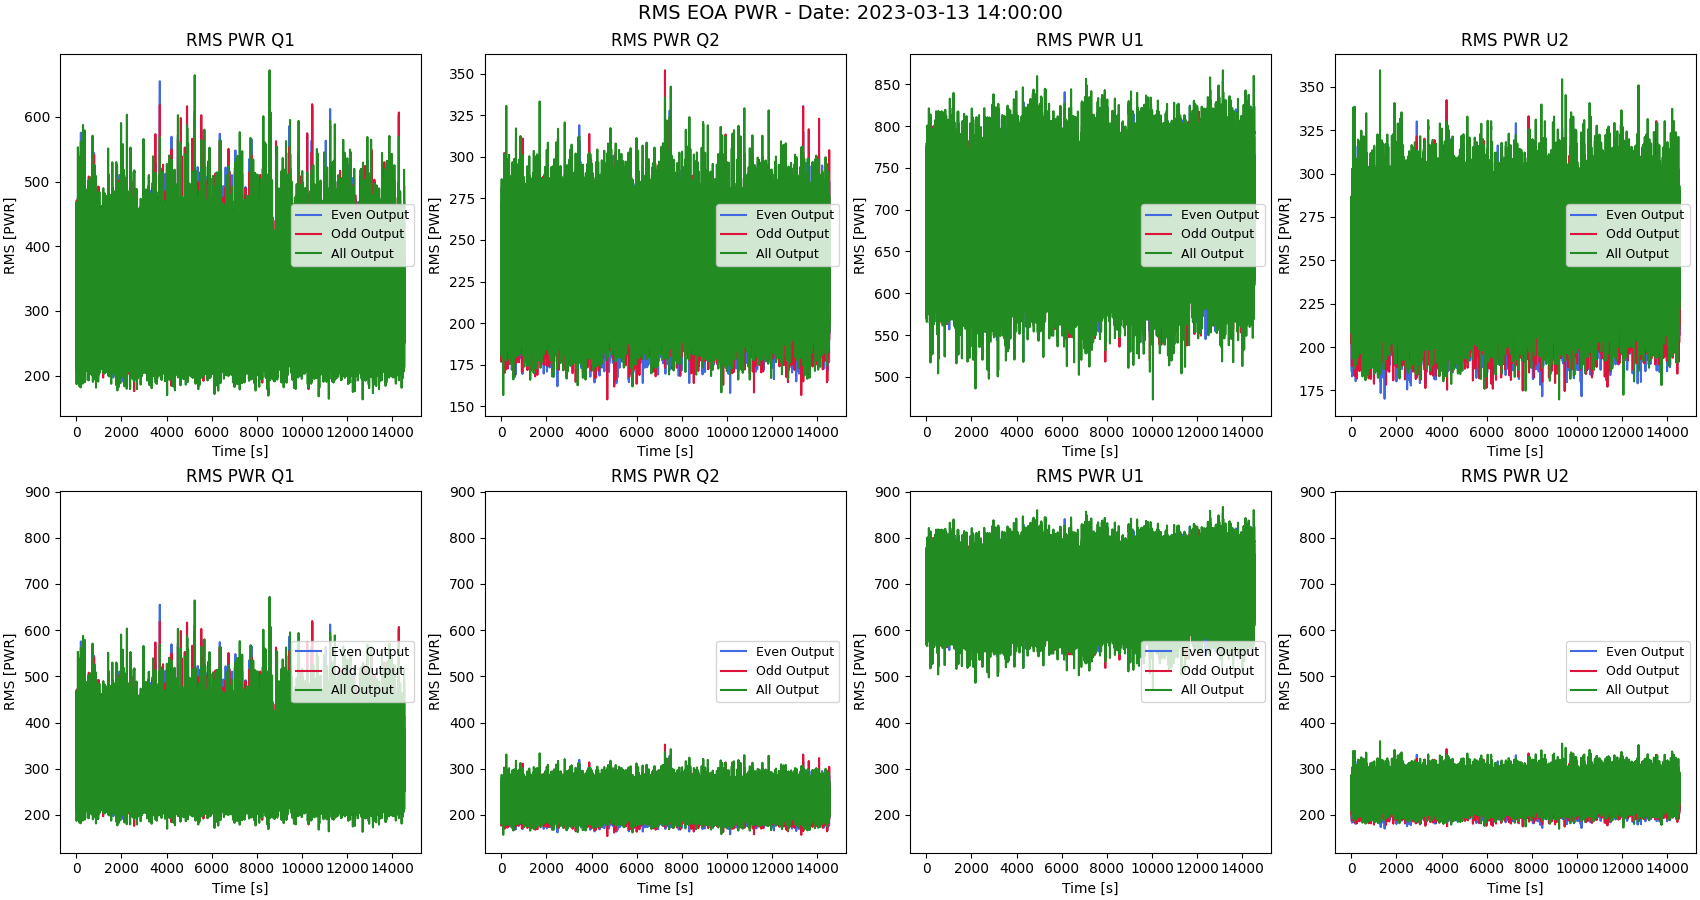 RMS EOA PWR - Date: 2023-03-13 14:00:00
RMS PWR Q1
RMS [PWR]
600
500
400
300
200
0 2000 4000 6000 8000 10000 12000 14000
Time [s]
Even Output
Odd Output
All Output
RMS PWR Q2
RMS [PWR]
350
325
300
275
250
225
200
175
150
0 2000 4000 6000 8000 10000 12000 14000
Time [s]
Even Output
Odd Output
All Output
RMS PWR U1
RMS [PWR]
850
800
750
700
650
600
550
500
0 2000 4000 6000 8000 10000 12000 14000
Time [s]
Even Output
Odd Output
All Output
RMS PWR U2
RMS [PWR]
350
325
300
275
250
225
200
175
0 2000 4000 6000 8000 10000 12000 14000
Time [s]
Even Output
Odd Output
All Output
RMS PWR Q1
RMS [PWR]
900
800
700
600
500
400
300
200
0 2000 4000 6000 8000 10000 12000 14000
Time [s]
Even Output
Odd Output
All Output
RMS PWR Q2
RMS [PWR]
900
800
700
600
500
400
300
200
0 2000 4000 6000 8000 10000 12000 14000
Time [s]
Even Output
Odd Output
All Output
RMS PWR U1
RMS [PWR]
900
800
700
600
500
400
300
200
0 2000 4000 6000 8000 10000 12000 14000
Time [s]
Even Output
Odd Output
All Output
RMS PWR U2
RMS [PWR]
900
800
700
600
500
400
300
200
0 2000 4000 6000 8000 10000 12000 14000
Time [s]
Even Output
Odd Output
All Output